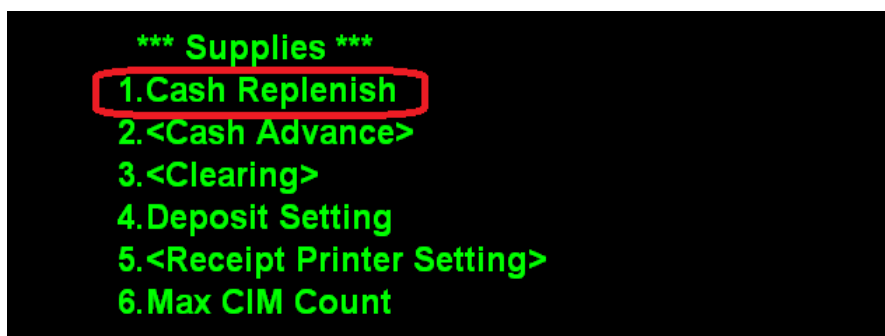 *** Supplies ***
1.Cash Replenish
2.<Cash Advance>
3.<Clearing>
4.Deposit Setting
5.<Receipt Printer Setting>
6.Max CIM Count